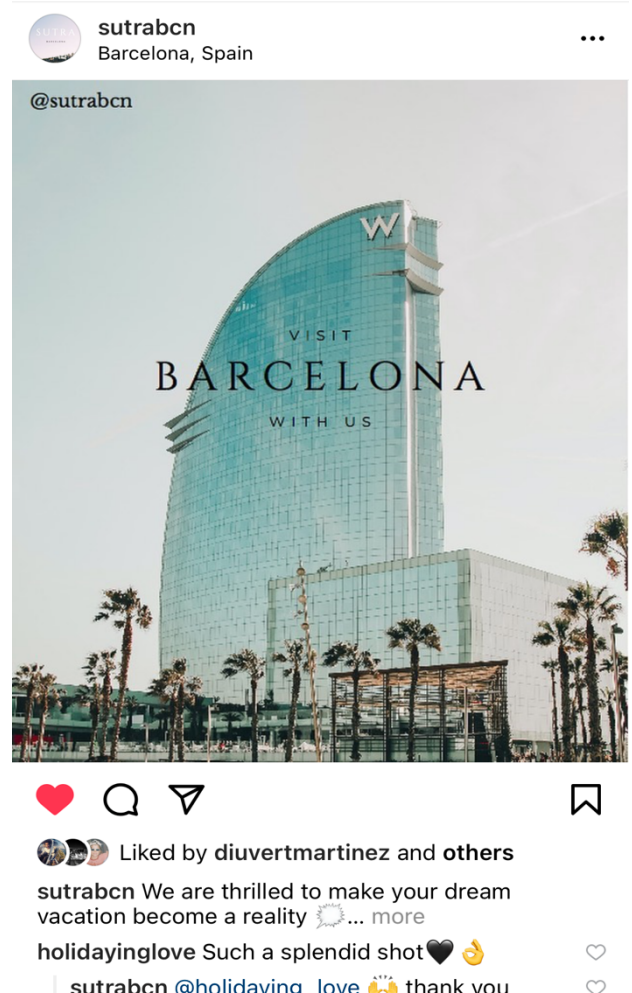 sutrabcn
Barcelona, Spain
@sutrabcn
W
VISIT
BARCELONA
WITH US
Liked by diuvertmartinez and others
sutrabcn We are thrilled to make your dream
vacation become a reality 💭... more
holidayinglove Such a splendid shot🖤 👌
sutrabcn @holidaying_love 🙌 thank you